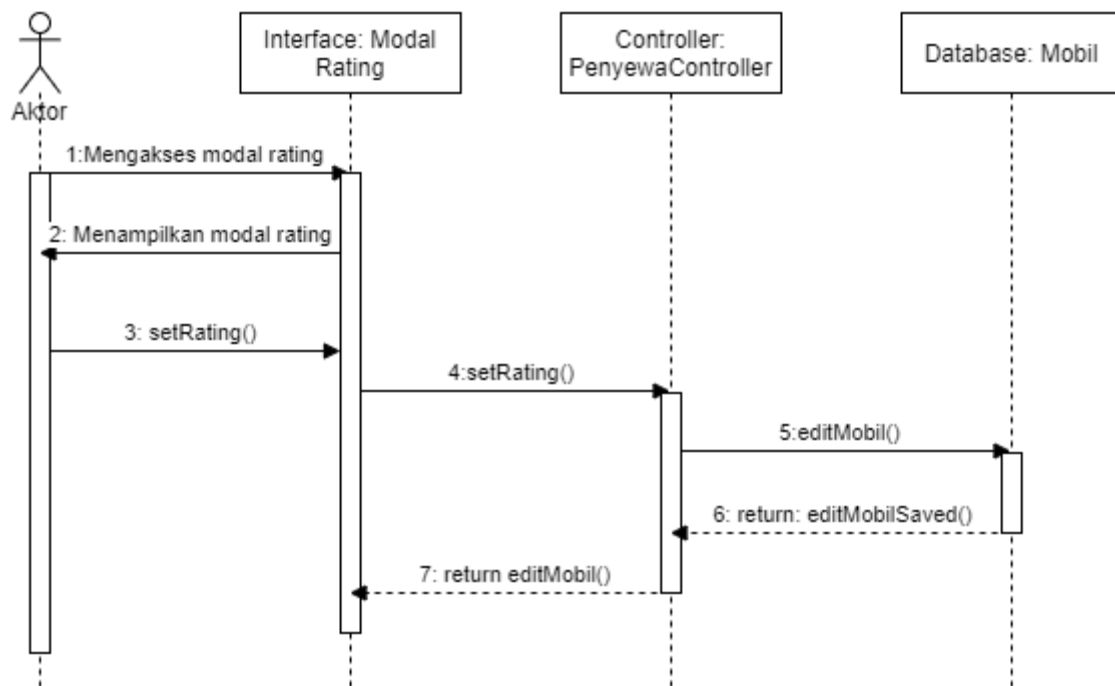 Interface: Modal
Rating
Controller:
PenyewaController
Database: Mobil
Aktor
1:Mengakses modal rating
2: Menampilkan modal rating
3: setRating()
4:setRating()
5:editMobil()
6: return: editMobilSaved()
7: return editMobil()